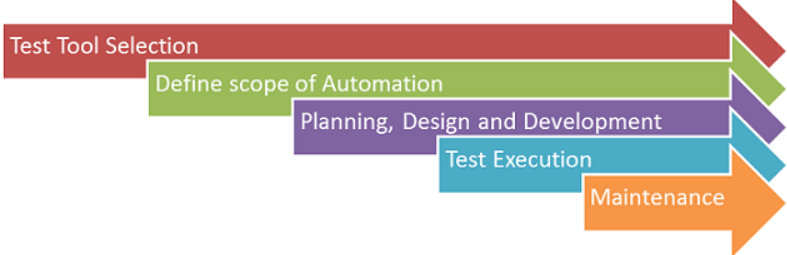 Test Tool Selection
Define scope of Automation
Planning, Design and Development
Test Execution
Maintenance